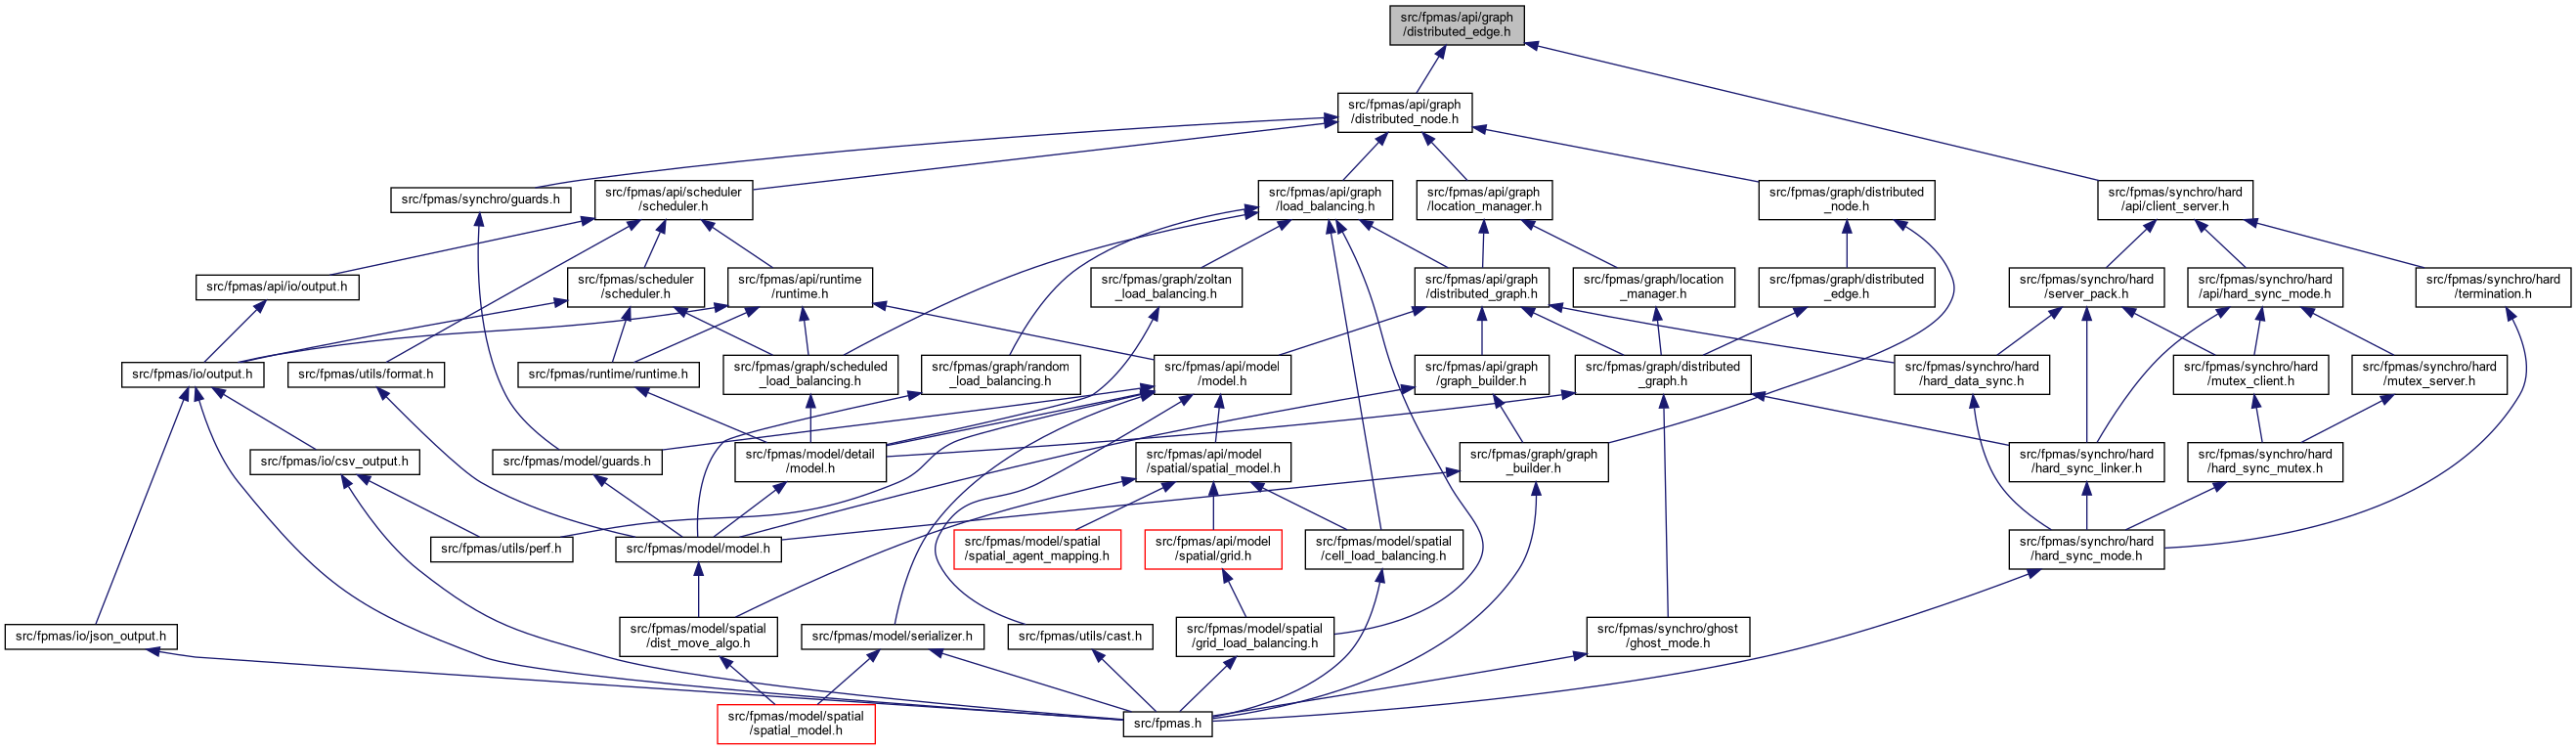 src/fpmas/api/graph
/distributed_edge.h
src/fpmas/api/graph
/distributed_node.h
src/fpmas/synchro/guards.h
src/fpmas/api/scheduler
/scheduler.h
src/fpmas/api/graph
/load_balancing.h
src/fpmas/api/graph
/location_manager.h
src/fpmas/graph/distributed
_node.h
src/fpmas/synchro/hard
/api/client_server.h
src/fpmas/api/io/output.h
src/fpmas/scheduler
/scheduler.h
src/fpmas/api/runtime
/runtime.h
src/fpmas/graph/zoltan
_load_balancing.h
src/fpmas/api/graph
/distributed_graph.h
src/fpmas/graph/location
_manager.h
src/fpmas/graph/distributed
_edge.h
src/fpmas/synchro/hard
/server_pack.h
src/fpmas/synchro/hard
/api/hard_sync_mode.h
src/fpmas/synchro/hard
/termination.h
src/fpmas/io/output.h
src/fpmas/utils/format.h
src/fpmas/runtime/runtime.h
src/fpmas/graph/scheduled
_load_balancing.h
src/fpmas/graph/random
_load_balancing.h
src/fpmas/api/model
/model.h
src/fpmas/api/graph
/graph_builder.h
src/fpmas/graph/distributed
_graph.h
src/fpmas/synchro/hard
/hard_data_sync.h
src/fpmas/synchro/hard
/mutex_client.h
src/fpmas/synchro/hard
/mutex_server.h
src/fpmas/io/csv_output.h
src/fpmas/model/guards.h
src/fpmas/model/detail
/model.h
src/fpmas/api/model
/spatial/spatial_model.h
src/fpmas/graph/graph
_builder.h
src/fpmas/synchro/hard
/hard_sync_linker.h
src/fpmas/synchro/hard
/hard_sync_mutex.h
src/fpmas/utils/perf.h
src/fpmas/model/model.h
src/fpmas/model/spatial
/spatial_agent_mapping.h
src/fpmas/api/model
/spatial/grid.h
src/fpmas/model/spatial
/cell_load_balancing.h
src/fpmas/synchro/hard
/hard_sync_mode.h
src/fpmas/io/json_output.h
src/fpmas/model/spatial
/dist_move_algo.h
src/fpmas/model/serializer.h
src/fpmas/utils/cast.h
src/fpmas/model/spatial
/grid_load_balancing.h
src/fpmas/synchro/ghost
/ghost_mode.h
src/fpmas/model/spatial
/spatial_model.h
src/fpmas.h